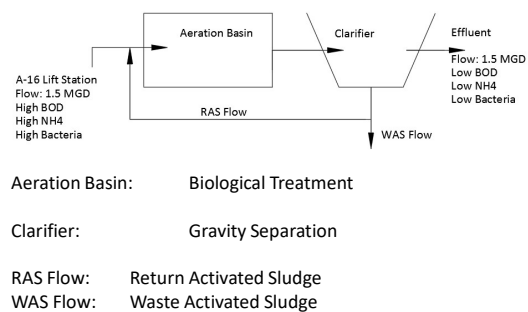 Aeration Basin
Clarifier
Effluent
Flow: 1.5 MGD
Low BOD
Low NH4
Low Bacteria
A-16 Lift Station
Flow: 1.5 MGD
High BOD
High NH4
High Bacteria
RAS Flow
WAS Flow
Aeration Basin: Biological Treatment
Clarifier: Gravity Separation
RAS Flow: Return Activated Sludge
WAS Flow: Waste Activated Sludge